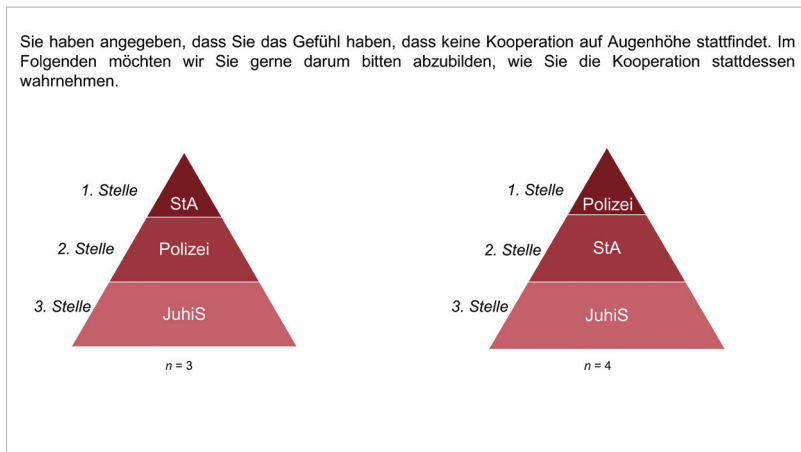 Sie haben angegeben, dass Sie das Gefühl haben, dass keine Kooperation auf Augenhöhe stattfindet. Im
Folgenden möchten wir Sie gerne darum bitten abzubilden, wie Sie die Kooperation stattdessen
wahrnehmen.
1. Stelle
StA
2. Stelle
Polizei
3. Stelle
JuhiS
n = 3
1. Stelle
Polizei
2. Stelle
StA
3. Stelle
JuhiS
n = 4